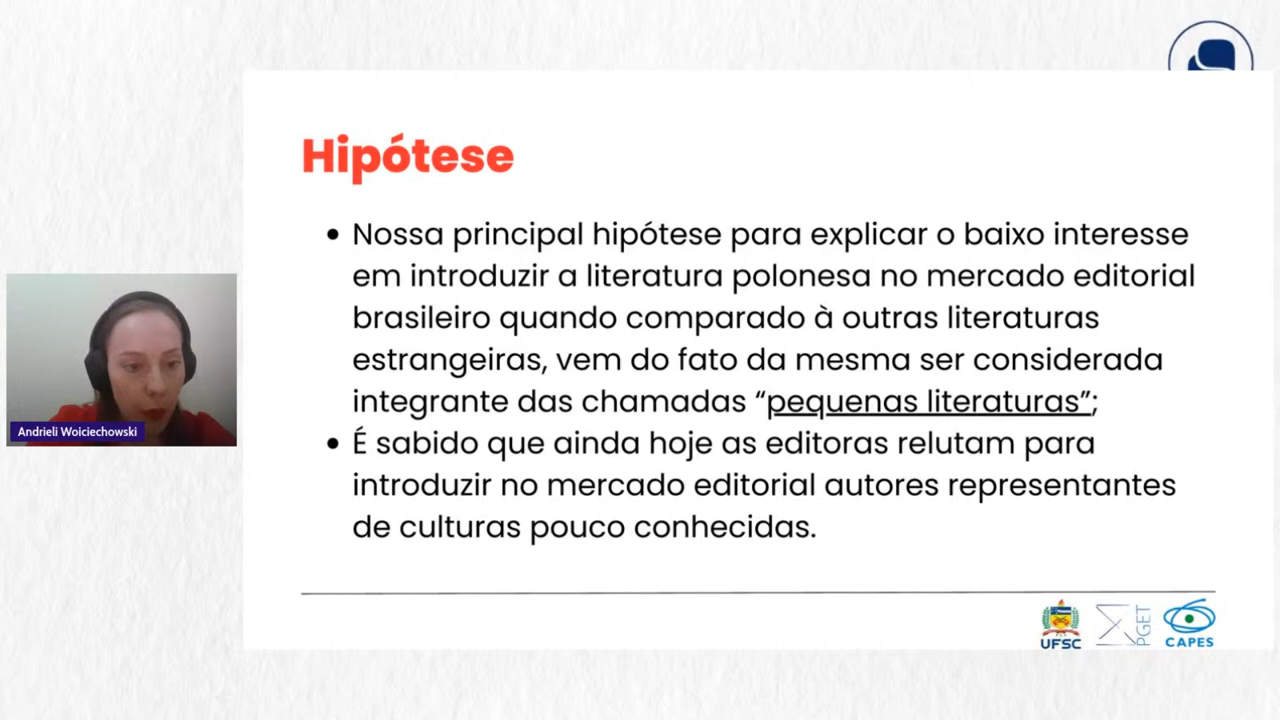 Hipótese
• Nossa principal hipótese para explicar o baixo interesse
em introduzir a literatura polonesa no mercado editorial
brasileiro quando comparado à outras literaturas
estrangeiras, vem do fato da mesma ser considerada
integrante das chamadas “pequenas literaturas”;
• É sabido que ainda hoje as editoras relutam para
introduzir no mercado editorial autores representantes
de culturas pouco conhecidas.
Andrieli Woiciechowski
UFSC
PGET
CAPES